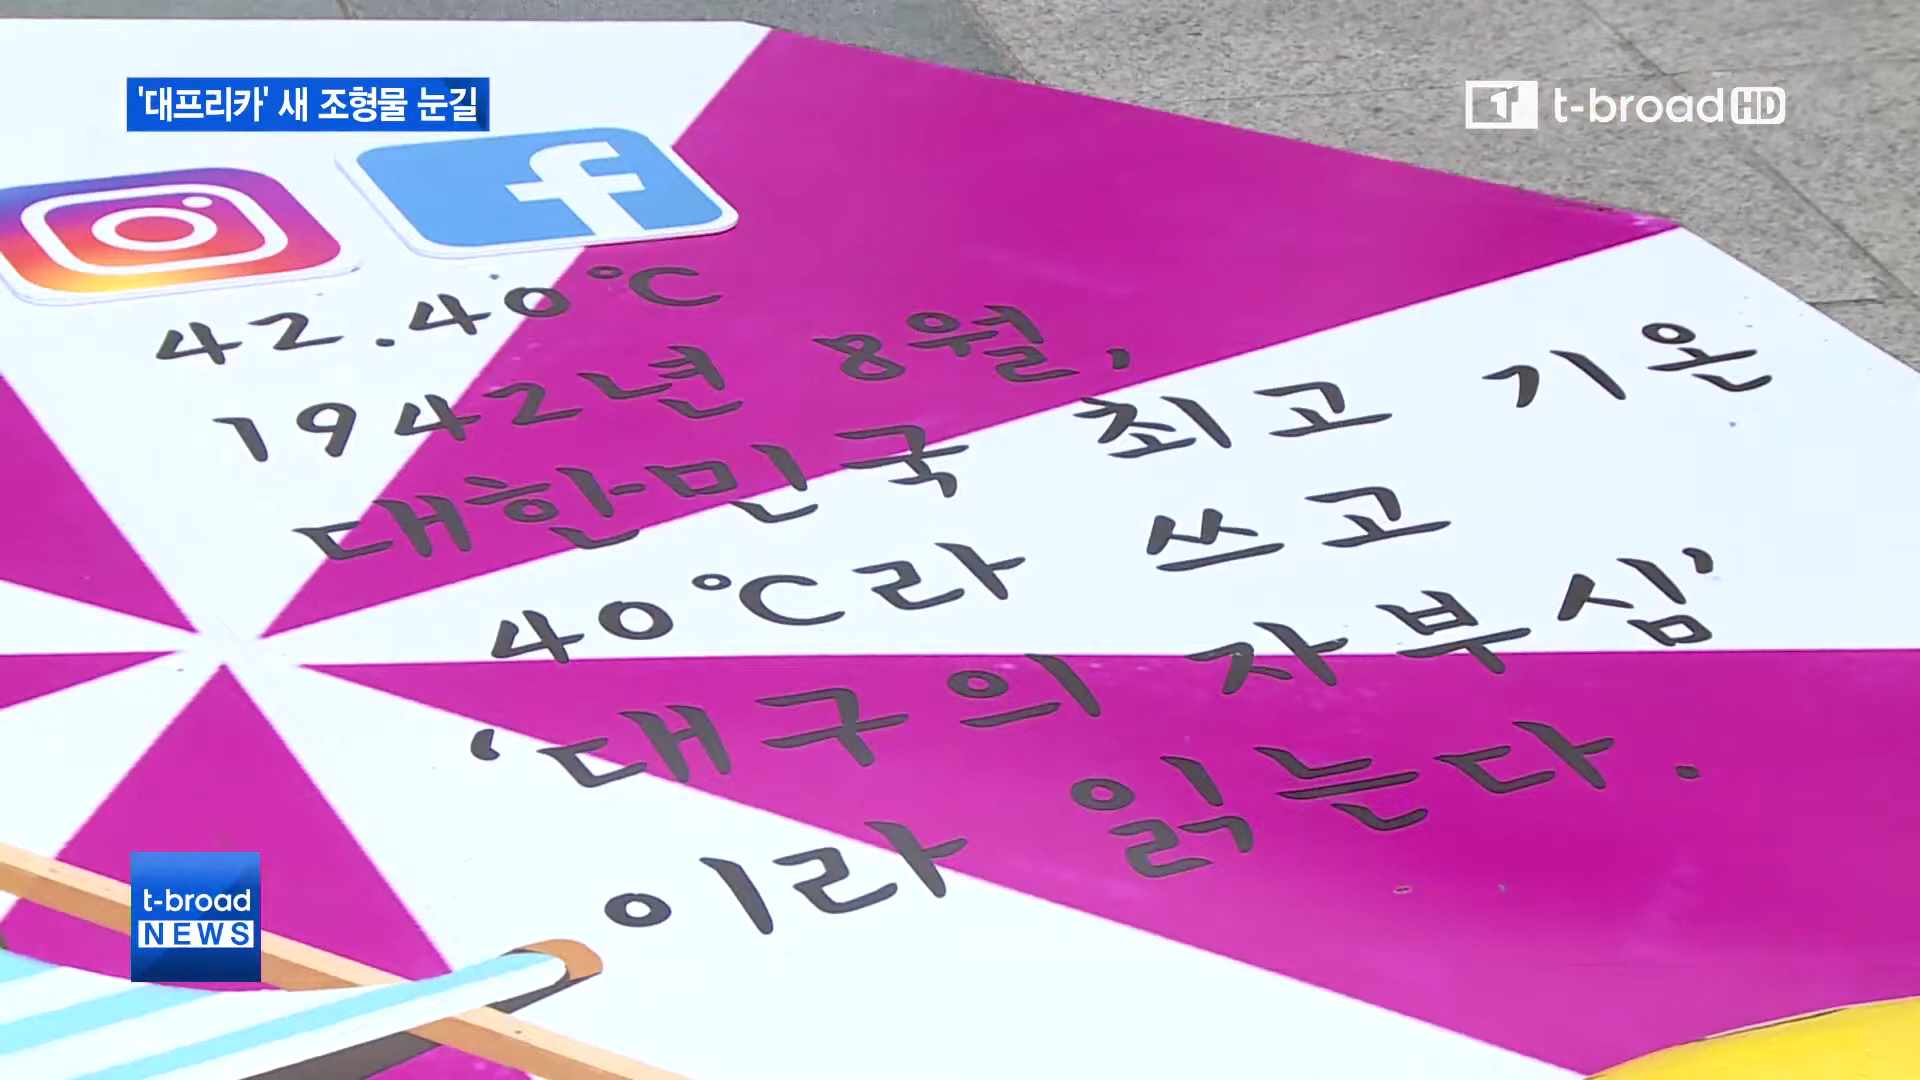 '대프리카' 새 조형물 눈길
t-broad HD
42.40℃
1942년 8월,
대한민국 최고 기온
40℃라 쓰고
'대구의 자부심'
이라 읽는다.
t-broad
NEWS